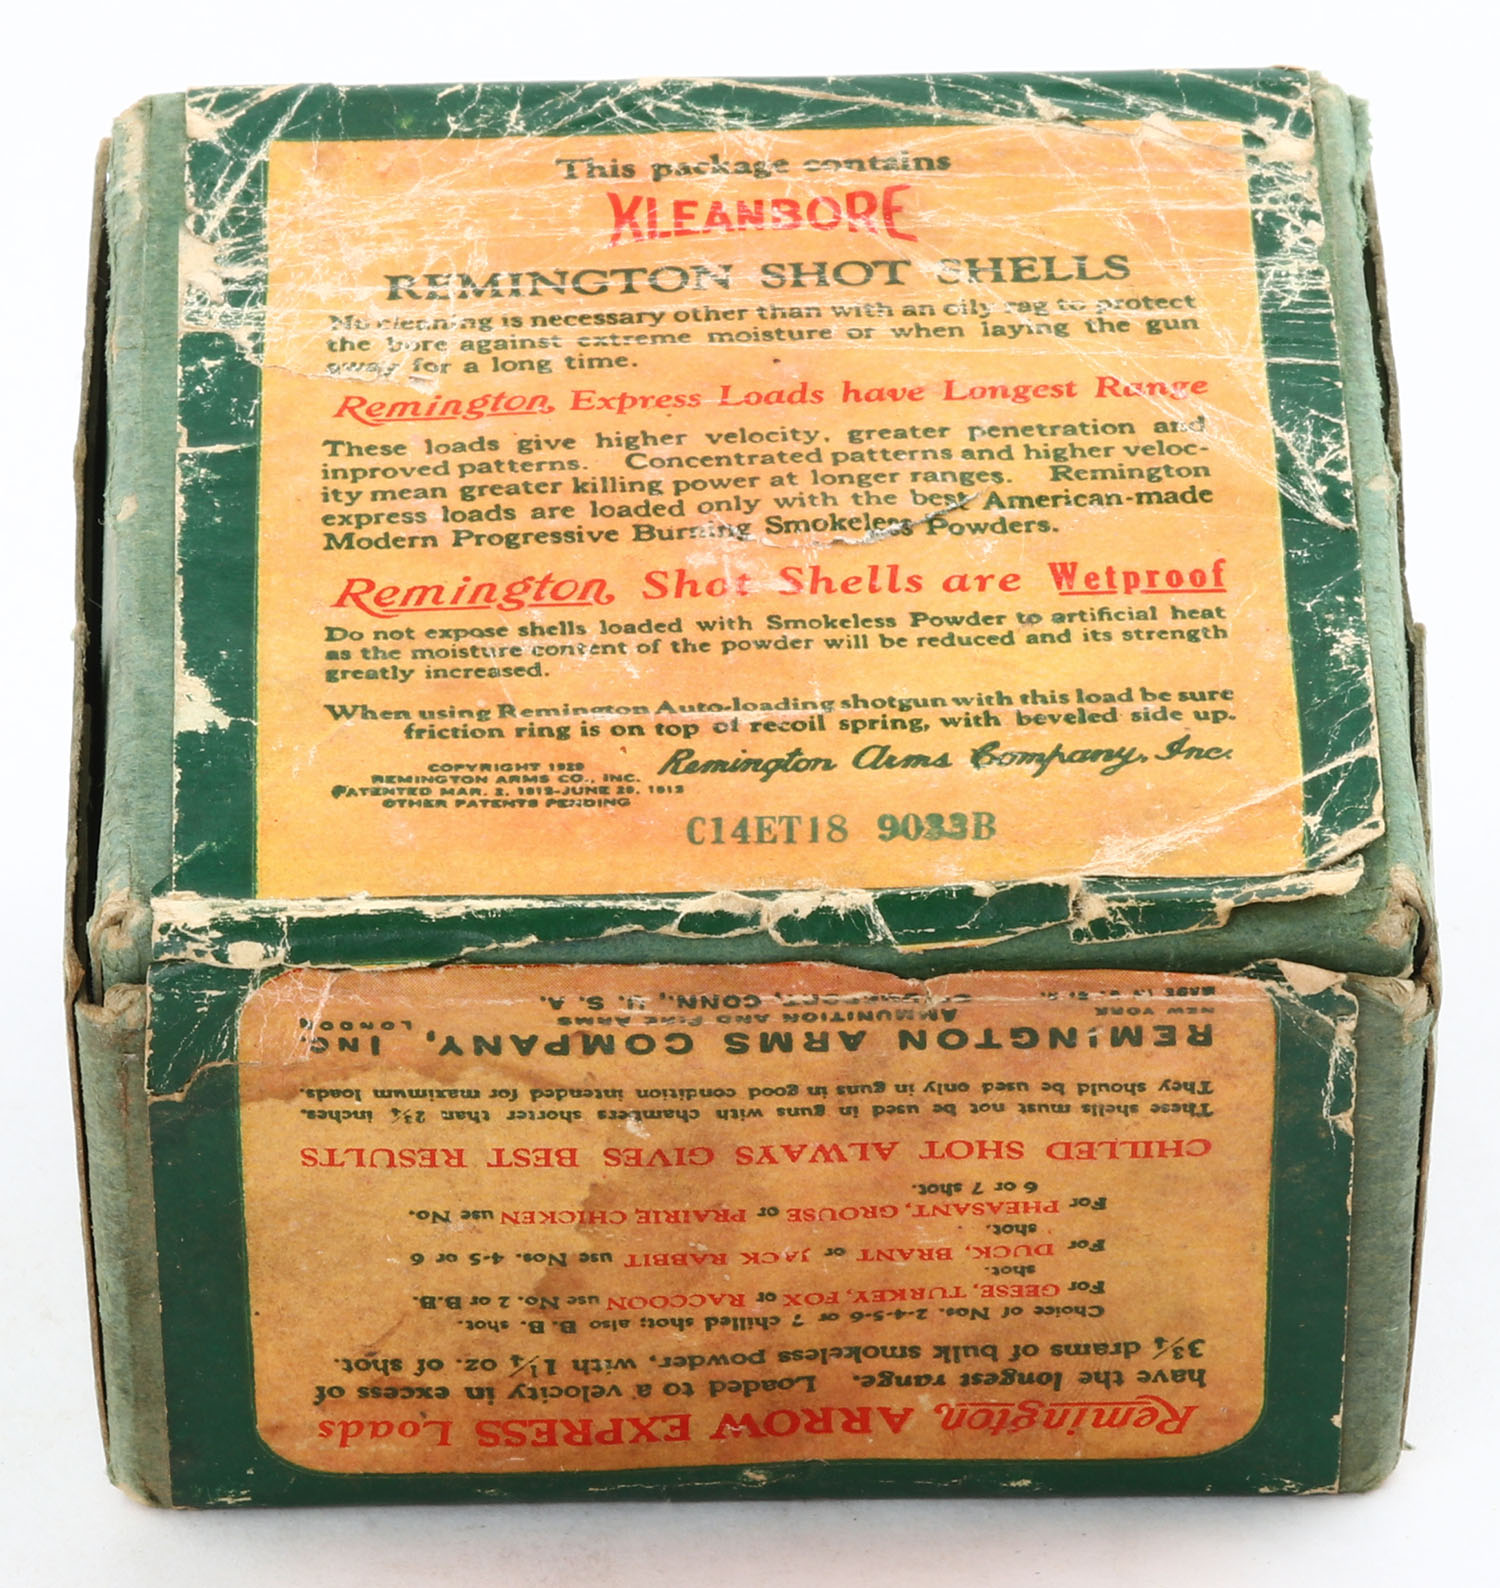 This package contains
KLEANBORE
REMINGTON SHOT SHELLS
No cleaning is necessary other than with an oily rag to protect
the bore against extreme moisture or when laying the gun
away for a long time.
Remington, Express Loads have Longest Range
These loads give higher velocity, greater penetration and
inproved patterns. Concentrated patterns and higher veloc-
ity mean greater killing power at longer ranges. Remington
express loads are loaded only with the best American-made
Modern Progressive Burning Smokeless Powders.
Remington, Shot Shells are Wetproof
Do not expose shells loaded with Smokeless Powder to artificial heat
as the moisture content of the powder will be reduced and its strength
greatly increased.
When using Remington Auto-loading shotgun with this load be sure
friction ring is on top of recoil spring, with beveled side up.
Remington Arms Company, Inc.
COPYRIGHT 1929
REMINGTON ARMS CO., INC.
PATENTED MAR. 2, 1912-JUNE 20, 1912
OTHER PATENTS PENDING
C14ET18 9033B
Remington, ARROW EXPRESS Loads
have the longest range. Loaded to a velocity in excess of
3¾ drams of bulk smokeless powder, with 1¼ oz. of shot.
Choice of Nos. 2-4-5-6 or 7 chilled shot; also B. B. shot.
For GEESE, TURKEY, FOX or RACCOON use No. 2 or B.B.
shot.
For DUCK, BRANT or JACK RABBIT use Nos. 4-5 or 6
shot.
For PHEASANT, GROUSE or PRAIRIE CHICKEN use No.
6 or 7 shot.
CHILLED SHOT ALWAYS GIVES BEST RESULTS
These shells must not be used in guns with chambers shorter than 2¾ inches.
They should be used only in guns in good condition intended for maximum loads.
REMINGTON ARMS COMPANY, INC.
NEW YORK AMMUNITION AND FIRE ARMS LONDON
MADE IN U. S. A. CONN., U. S. A.